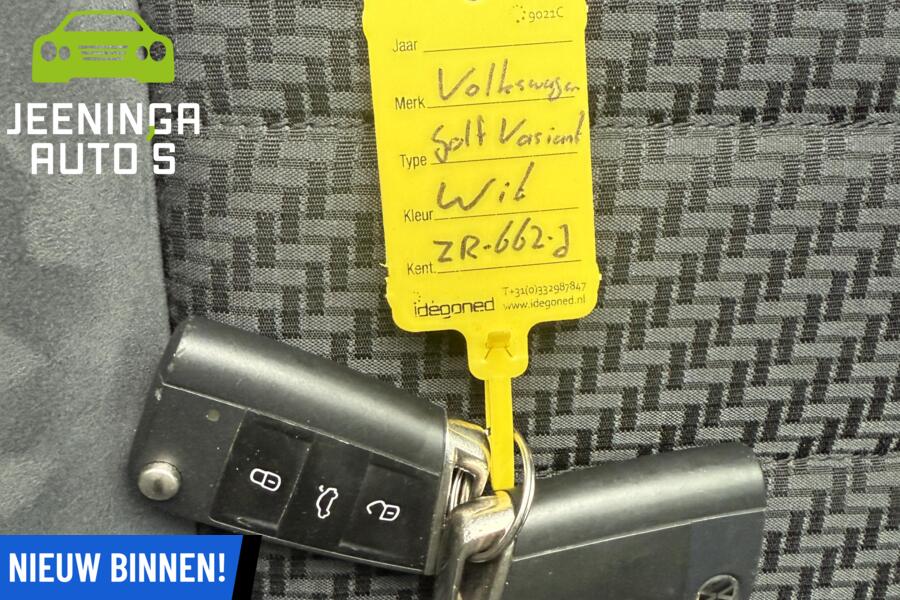 JEENINGA
AUTO'S
9021C
Jaar
Merk Volkswagen
Type golf Variant
Kleur Wit
Kent. ZR-662-J
idegoned T+31(0)332987847
www.idegoned.nl
NIEUW BINNEN!